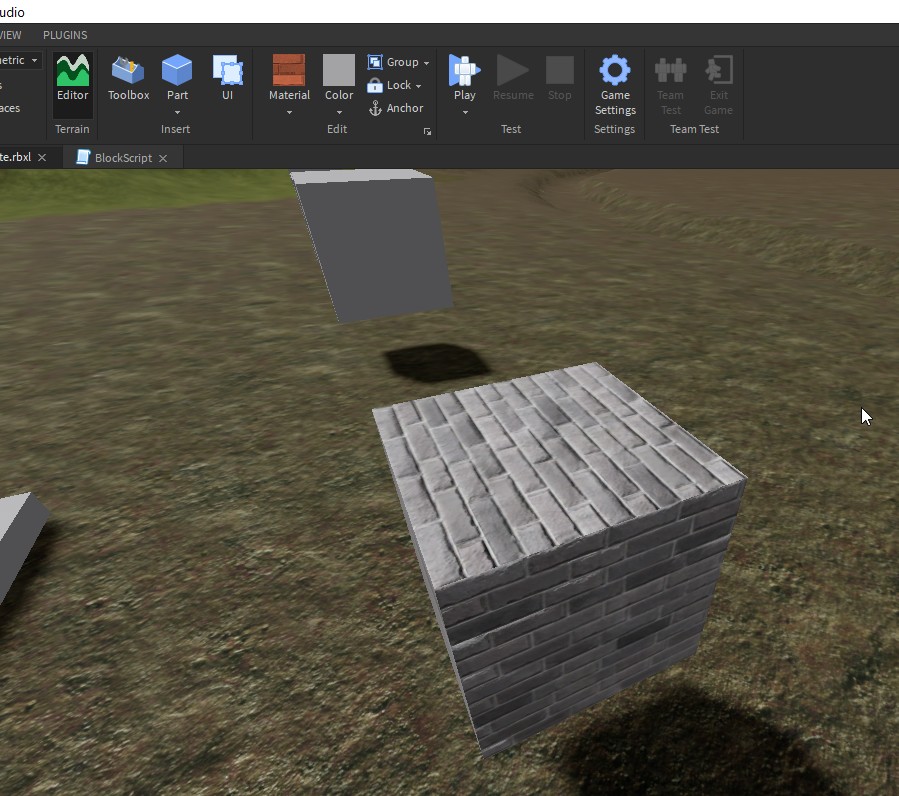 udio
VIEW PLUGINS
etric
s
aces
Editor
Terrain
Toolbox
Part
UI
Insert
Material
Color
Group
Lock
Anchor
Edit
Play
Resume
Stop
Test
Game
Settings
Settings
Team
Test
Exit
Game
Team Test
te.rbxl
BlockScript